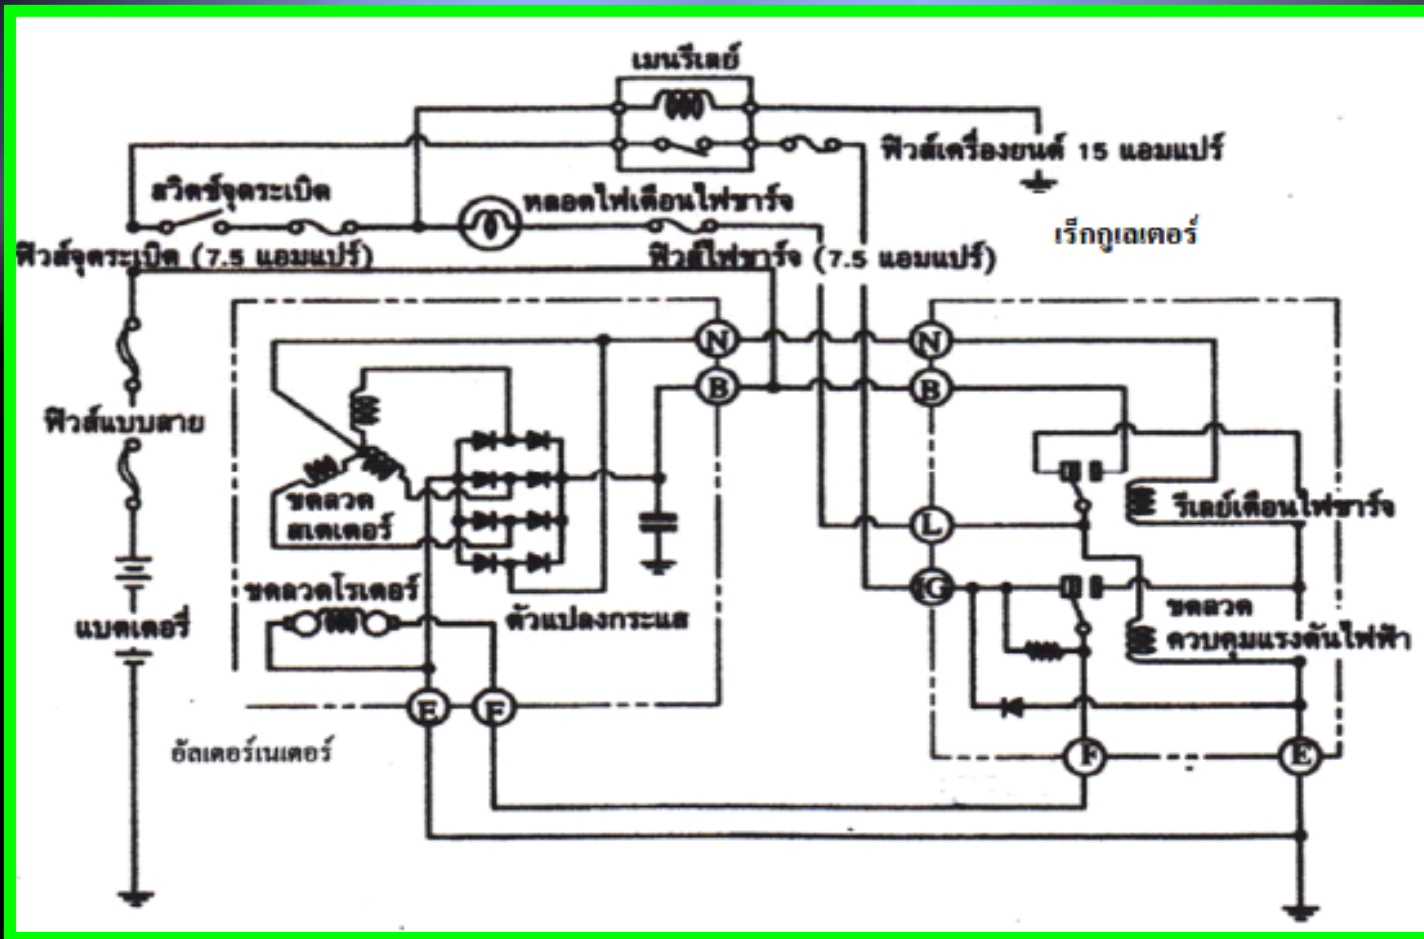 เมนรีเลย์
ฟิวส์เครื่องยนต์ 15 แอมแปร์
สวิตช์จุดระเบิด
หลอดไฟเตือนไฟชาร์จ
เร็กกูเลเตอร์
ฟิวส์จุดระเบิด (7.5 แอมแปร์)
ฟิวส์ไฟชาร์จ (7.5 แอมแปร์)
N
N
B
B
ฟิวส์แบบสาย
ขดลวด
สเตเตอร์
รีเลย์เตือนไฟชาร์จ
L
ขดลวดโรเตอร์
IG
ตัวแปลงกระแส
แบตเตอรี่
ขดลวด
ควบคุมแรงดันไฟฟ้า
E
F
อัลเตอร์เนเตอร์
F
E